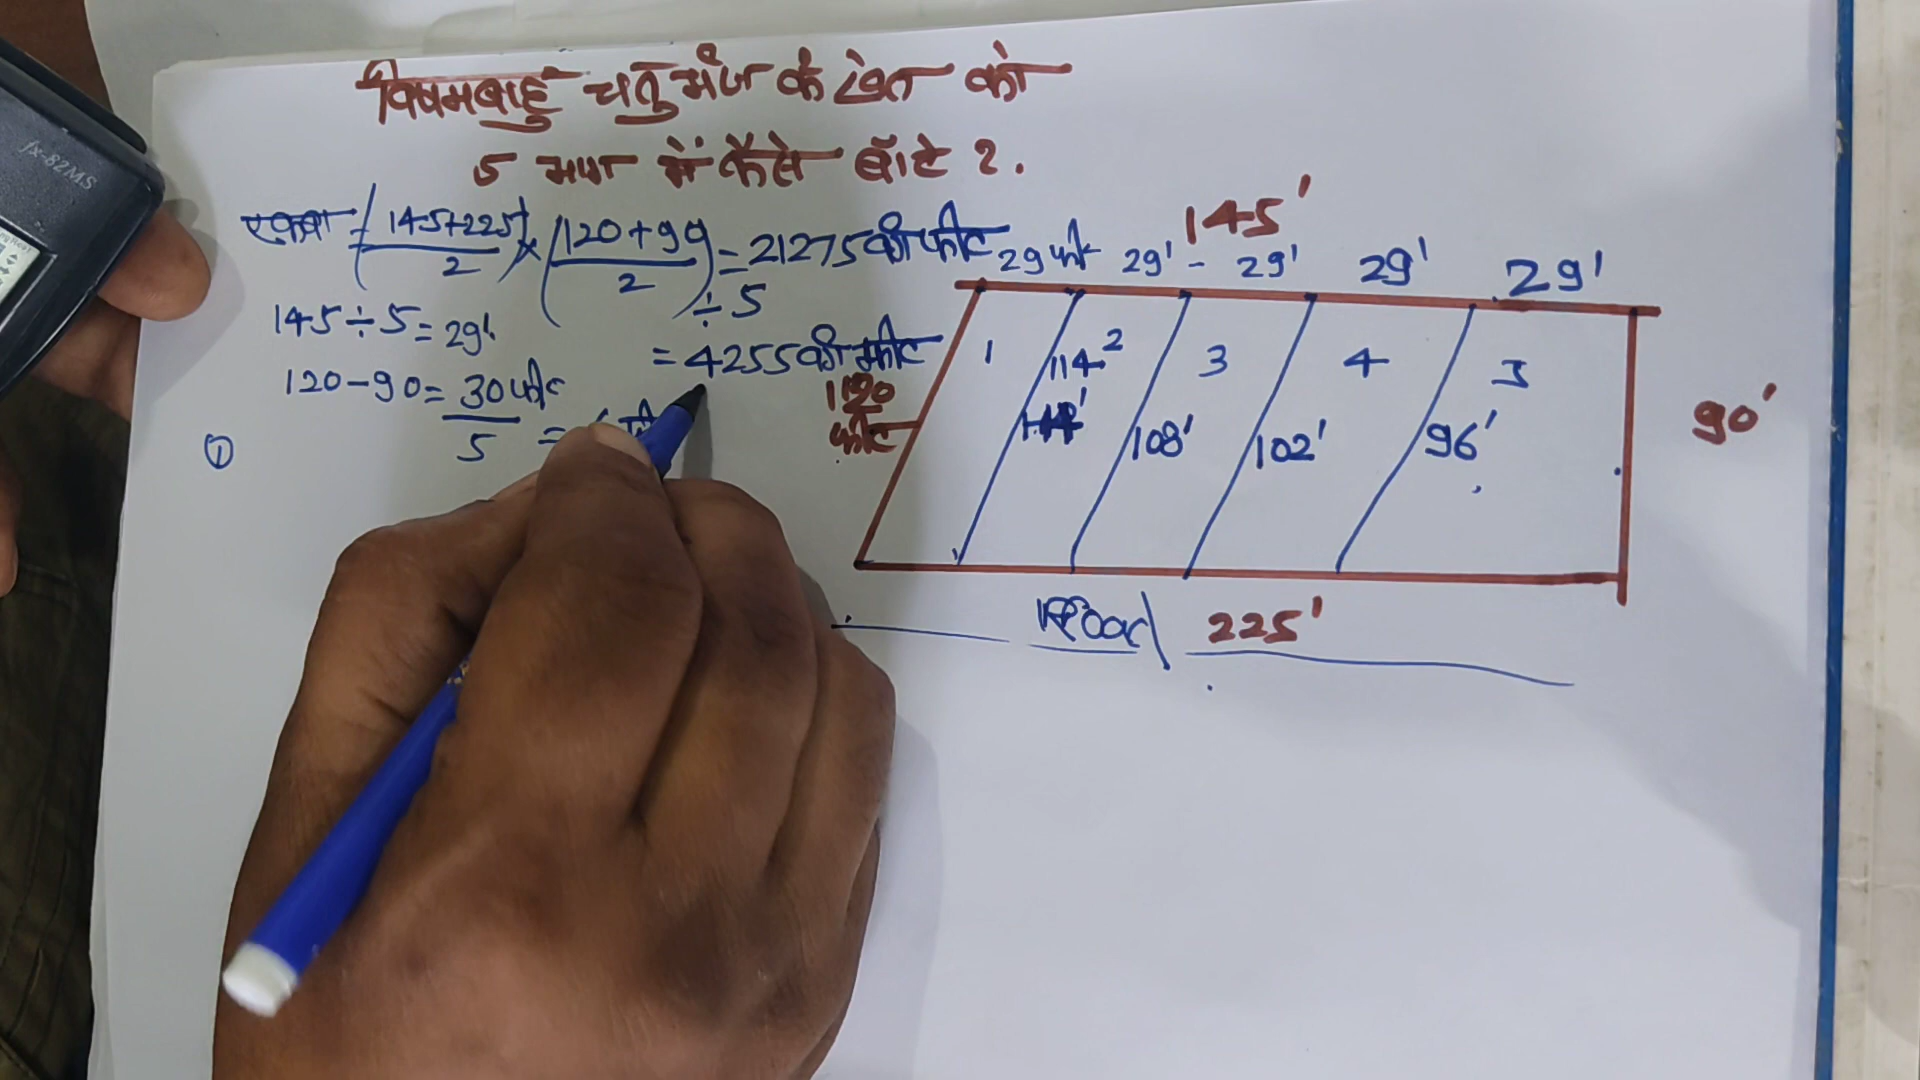 विषमबाहु चतुर्भुज के खेत को
5 भाग में कैसे बाँटे ?.
रकबा = (145+225/2) × (120+90/2) = 21275 वर्ग फीट
÷ 5
145 ÷ 5 = 29'
= 4255 वर्ग फीट
120 - 90 = 30 फीट
5 =
①
145'
29 फीट 29' - 29' 29' 29'
1 2 3 4 5
114
108' 102' 96'
120
फीट
90'
Road 225'
fx-82MS